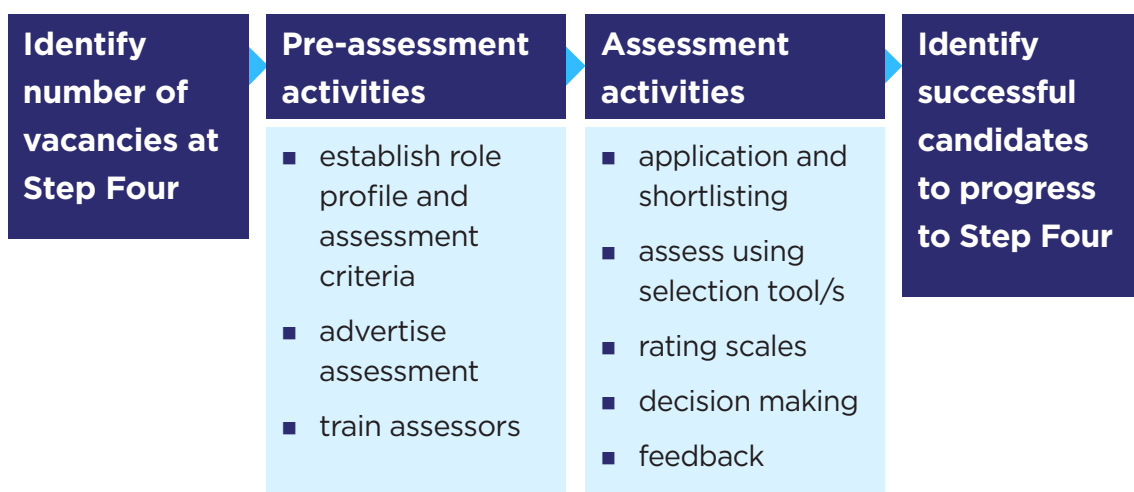 Identify
number of
vacancies at
Step Four
Pre-assessment
activities
■ establish role
profile and
assessment
criteria
■ advertise
assessment
■ train assessors
Assessment
activities
■ application and
shortlisting
■ assess using
selection tool/s
■ rating scales
■ decision making
■ feedback
Identify
successful
candidates
to progress
to Step Four